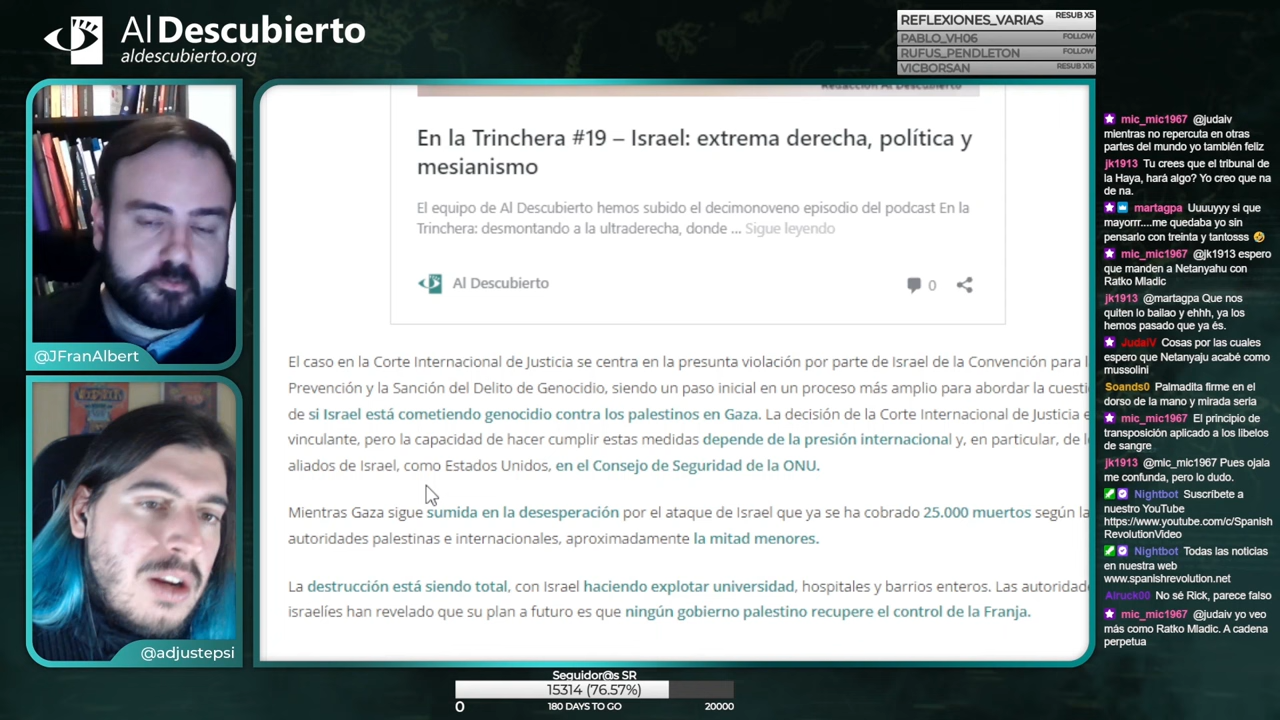 Al Descubierto
aldescubierto.org
REFLEXIONES_VARIAS RESUB X5
PABLO_VH06 FOLLOW
RUFUS_PENDLETON FOLLOW
VICBORSAN RESUB X16
@JFranAlbert
@adjustepsi
Redacción Al Descubierto
En la Trinchera #19 – Israel: extrema derecha, política y
mesianismo
El equipo de Al Descubierto hemos subido el decimonoveno episodio del podcast En la
Trinchera: desmontando a la ultraderecha, donde ... Sigue leyendo
Al Descubierto
0
El caso en la Corte Internacional de Justicia se centra en la presunta violación por parte de Israel de la Convención para l
Prevención y la Sanción del Delito de Genocidio, siendo un paso inicial en un proceso más amplio para abordar la cuesti
de si Israel está cometiendo genocidio contra los palestinos en Gaza. La decisión de la Corte Internacional de Justicia e
vinculante, pero la capacidad de hacer cumplir estas medidas depende de la presión internacional y, en particular, de l
aliados de Israel, como Estados Unidos, en el Consejo de Seguridad de la ONU.
Mientras Gaza sigue sumida en la desesperación por el ataque de Israel que ya se ha cobrado 25.000 muertos según la
autoridades palestinas e internacionales, aproximadamente la mitad menores.
La destrucción está siendo total, con Israel haciendo explotar universidad, hospitales y barrios enteros. Las autoridad
israelíes han revelado que su plan a futuro es que ningún gobierno palestino recupere el control de la Franja.
mic_mic1967 @judaiv
mientras no repercuta en otras
partes del mundo yo también feliz
jk1913 Tu crees que el tribunal de
la Haya, hará algo? Yo creo que na
de na.
martagpa Uuuuyyy si que
mayorrr....me quedaba yo sin
pensarlo con treinta y tantosss 🤣
mic_mic1967 @jk1913 espero
que manden a Netanyahu con
Ratko Mladic
jk1913 @martagpa Que nos
quiten lo bailao y ehhh, ya los
hemos pasado que ya és.
JudaIV Cosas por las cuales
espero que Netanyaju acabé como
mussolini
Soands0 Palmadita firme en el
dorso de la mano y mirada seria
mic_mic1967 El principio de
transposición aplicado a los libelos
de sangre
jk1913 @mic_mic1967 Pues ojala
me confunda, pero lo dudo.
Nightbot Suscríbete a
nuestro YouTube
https://www.youtube.com/c/Spanish
RevolutionVideo
Nightbot Todas las noticias
en nuestra web
www.spanishrevolution.net
Alruck00 No sé Rick, parece falso
mic_mic1967 @judaiv yo veo
más como Ratko Mladic. A cadena
perpetua
Seguidor@s SR
15314 (76.57%)
0 180 DAYS TO GO 20000